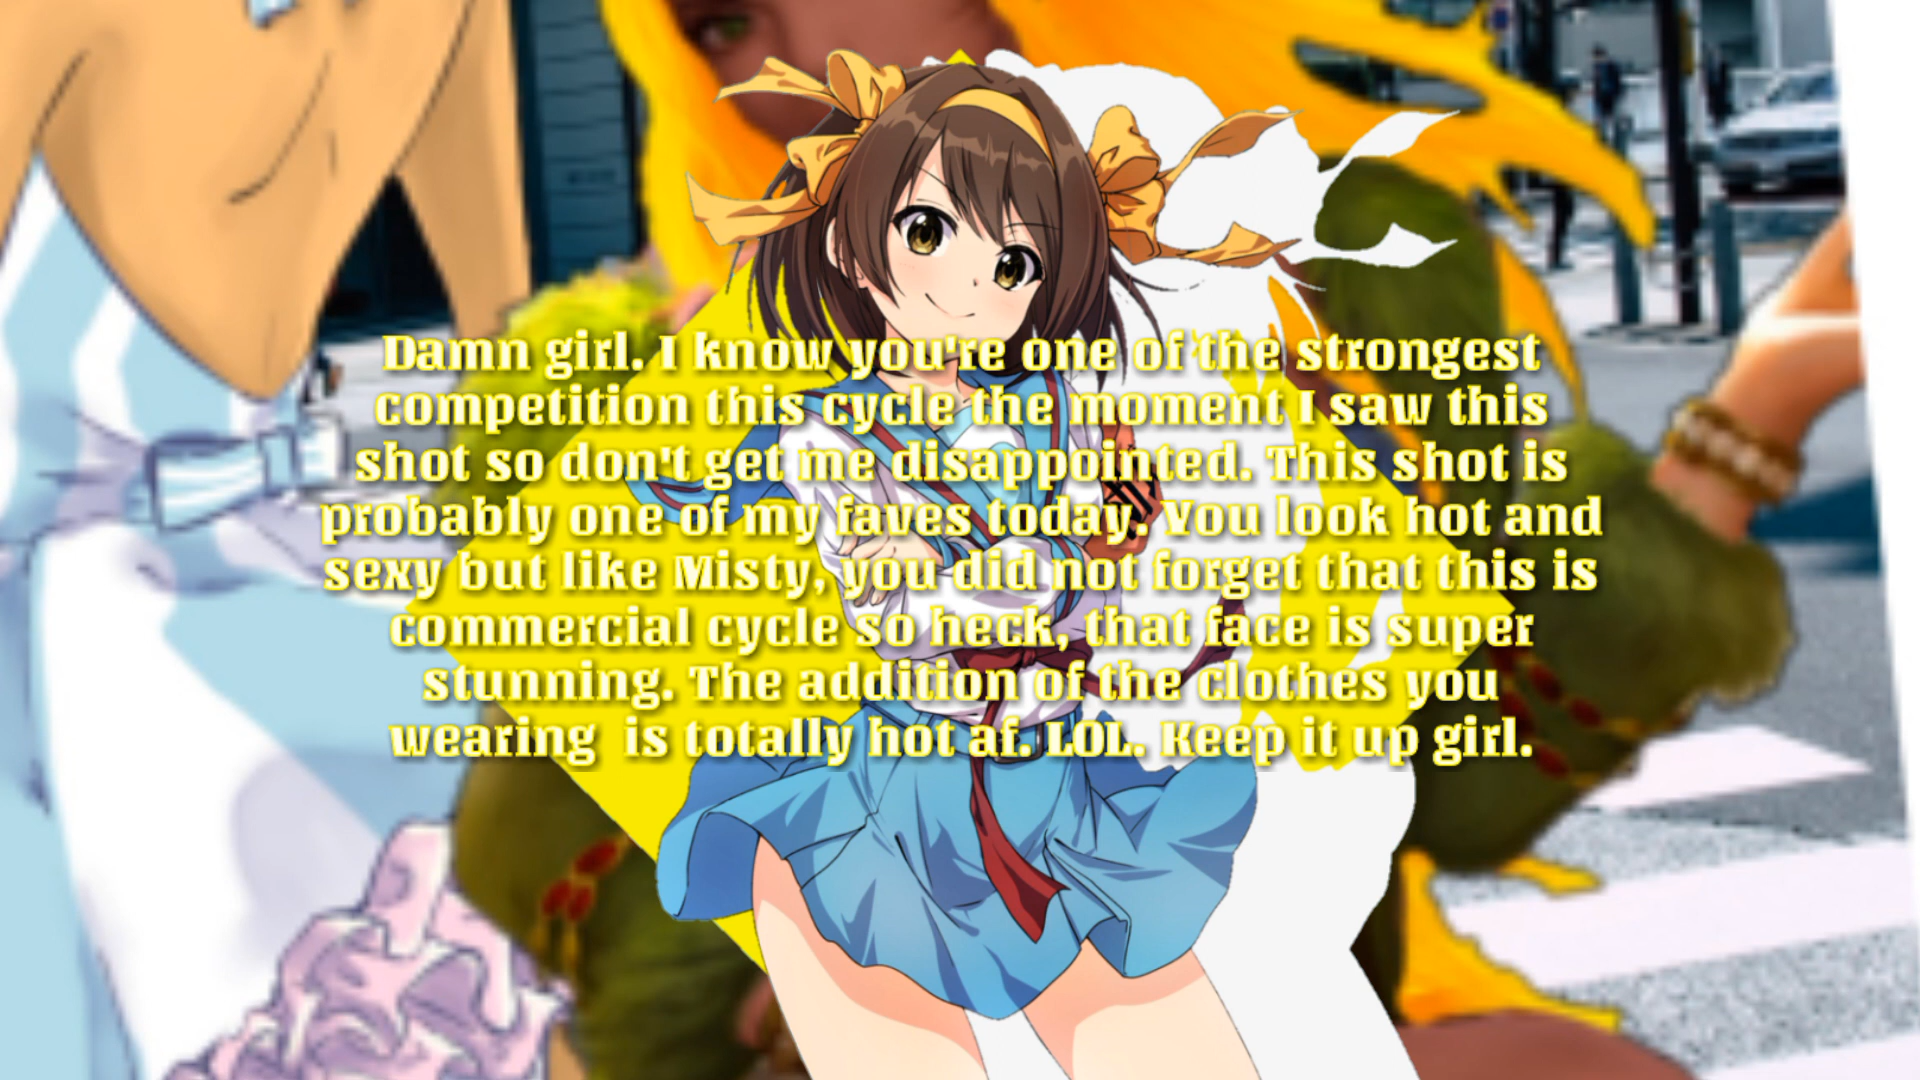 Damn girl. I know you're one of the strongest
competition this cycle the moment I saw this
shot so don't get me disappointed. This shot is
probably one of my faves today. You look hot and
sexy but like Misty, you did not forget that this is
commercial cycle so heck, that face is super
stunning. The addition of the clothes you
wearing  is totally hot af. LOL. Keep it up girl.